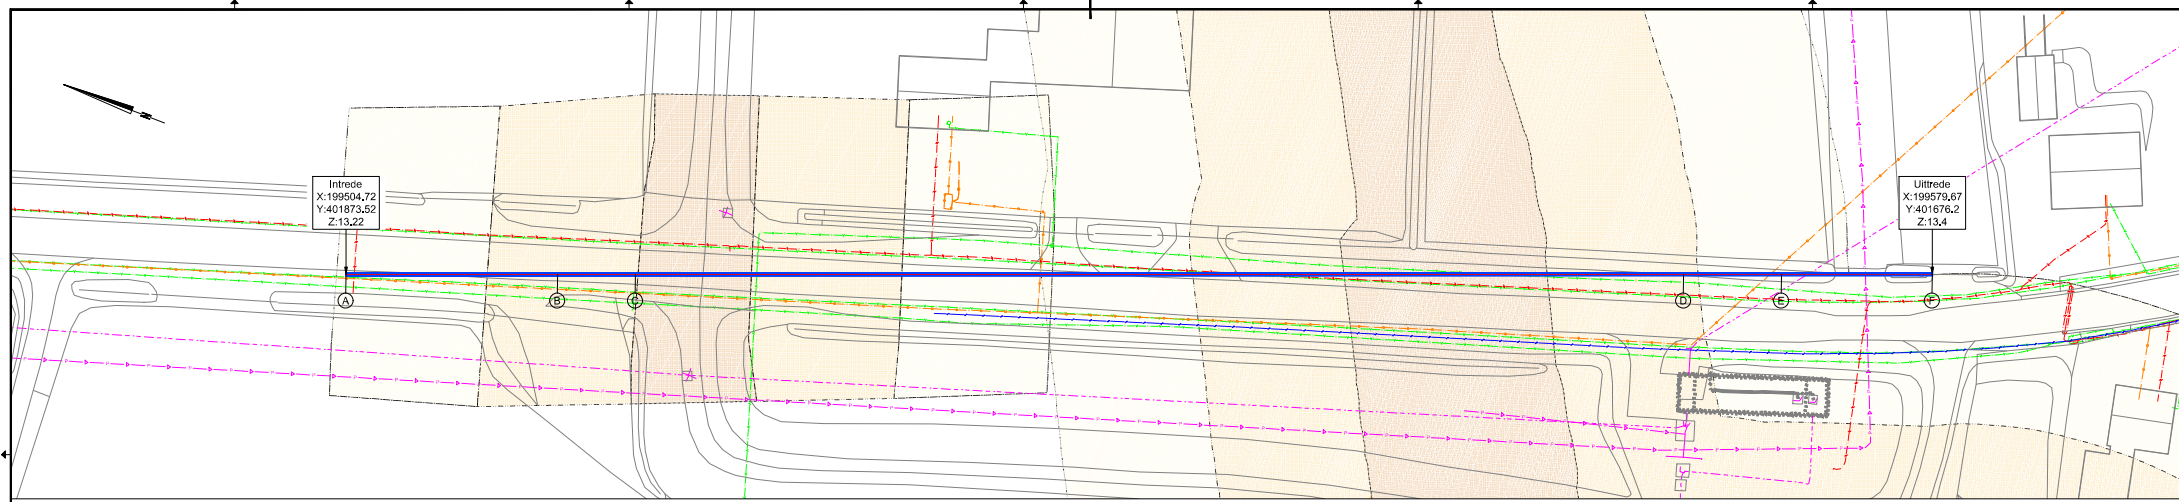 N
Intrede
X:199504.72
Y:401873.52
Z:13.22
Uittrede
X:199579.67
Y:401676.2
Z:13.4
A
B
C
D
E
F